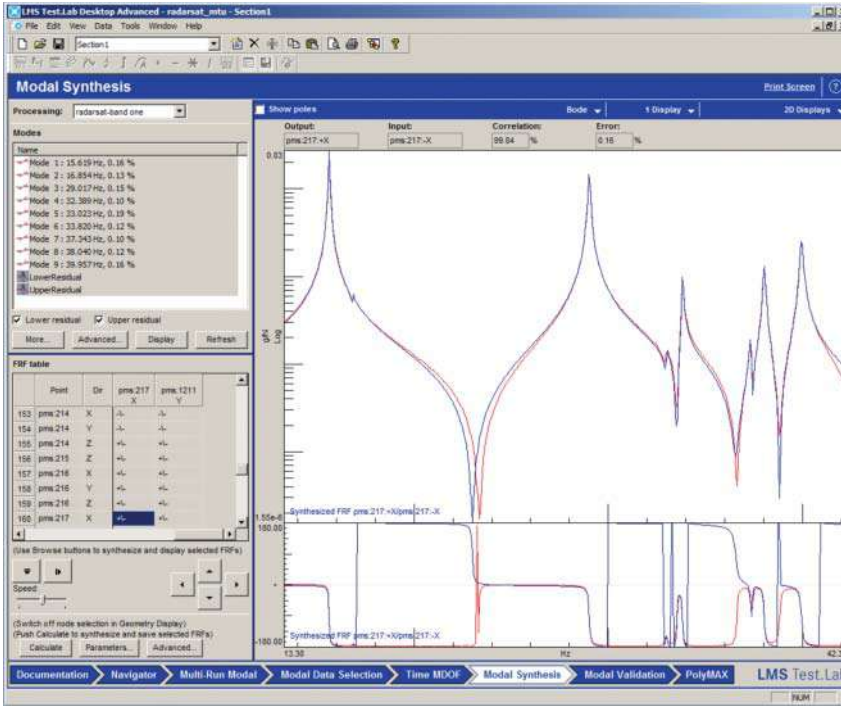 LMS Test.Lab Desktop Advanced - radarsat_mtu - Section1
File Edit View Data Tools Window Help
Section1
Modal Synthesis
Print Screen
Processing: radarsat-band one
Show poles
Bode
1 Display
2D Displays
Modes
Output: Input: Correlation: Error:
pms:217:+X pms:217:-X 99.84 % 0.16 %
Name
Mode 1 : 15.619 Hz, 0.16 %
Mode 2 : 16.854 Hz, 0.13 %
Mode 3 : 29.017 Hz, 0.15 %
Mode 4 : 32.389 Hz, 0.10 %
Mode 5 : 33.023 Hz, 0.19 %
Mode 6 : 33.820 Hz, 0.12 %
Mode 7 : 37.343 Hz, 0.10 %
Mode 8 : 38.040 Hz, 0.12 %
Mode 9 : 39.957 Hz, 0.16 %
LowerResidual
UpperResidual
Lower residual Upper residual
More... Advanced... Display Refresh
0.03
g/N
Log
1.55e-6
Synthesized FRF pms:217:+X/pms:217:-X
180.00
-180.00
Synthesized FRF pms:217:+X/pms:217:-X
13.30 Hz 42.3
FRF table
Point Dir pms:217 X pms:1211 Y
153 pms:214 X -/- -/-
154 pms:214 Y -/- -/-
155 pms:214 Z +/- +/-
156 pms:215 Z +/- +/-
157 pms:216 X +/- +/-
158 pms:216 Y +/- +/-
159 pms:216 Z +/- +/-
160 pms:217 X +/- +/-
(Use Browse buttons to synthesize and display selected FRFs)
Speed
(Switch off node selection in Geometry Display)
(Push Calculate to synthesize and save selected FRFs)
Calculate Parameters... Advanced...
Documentation Navigator Multi-Run Modal Modal Data Selection Time MDOF Modal Synthesis Modal Validation PolyMAX LMS Test.Lab
NUM